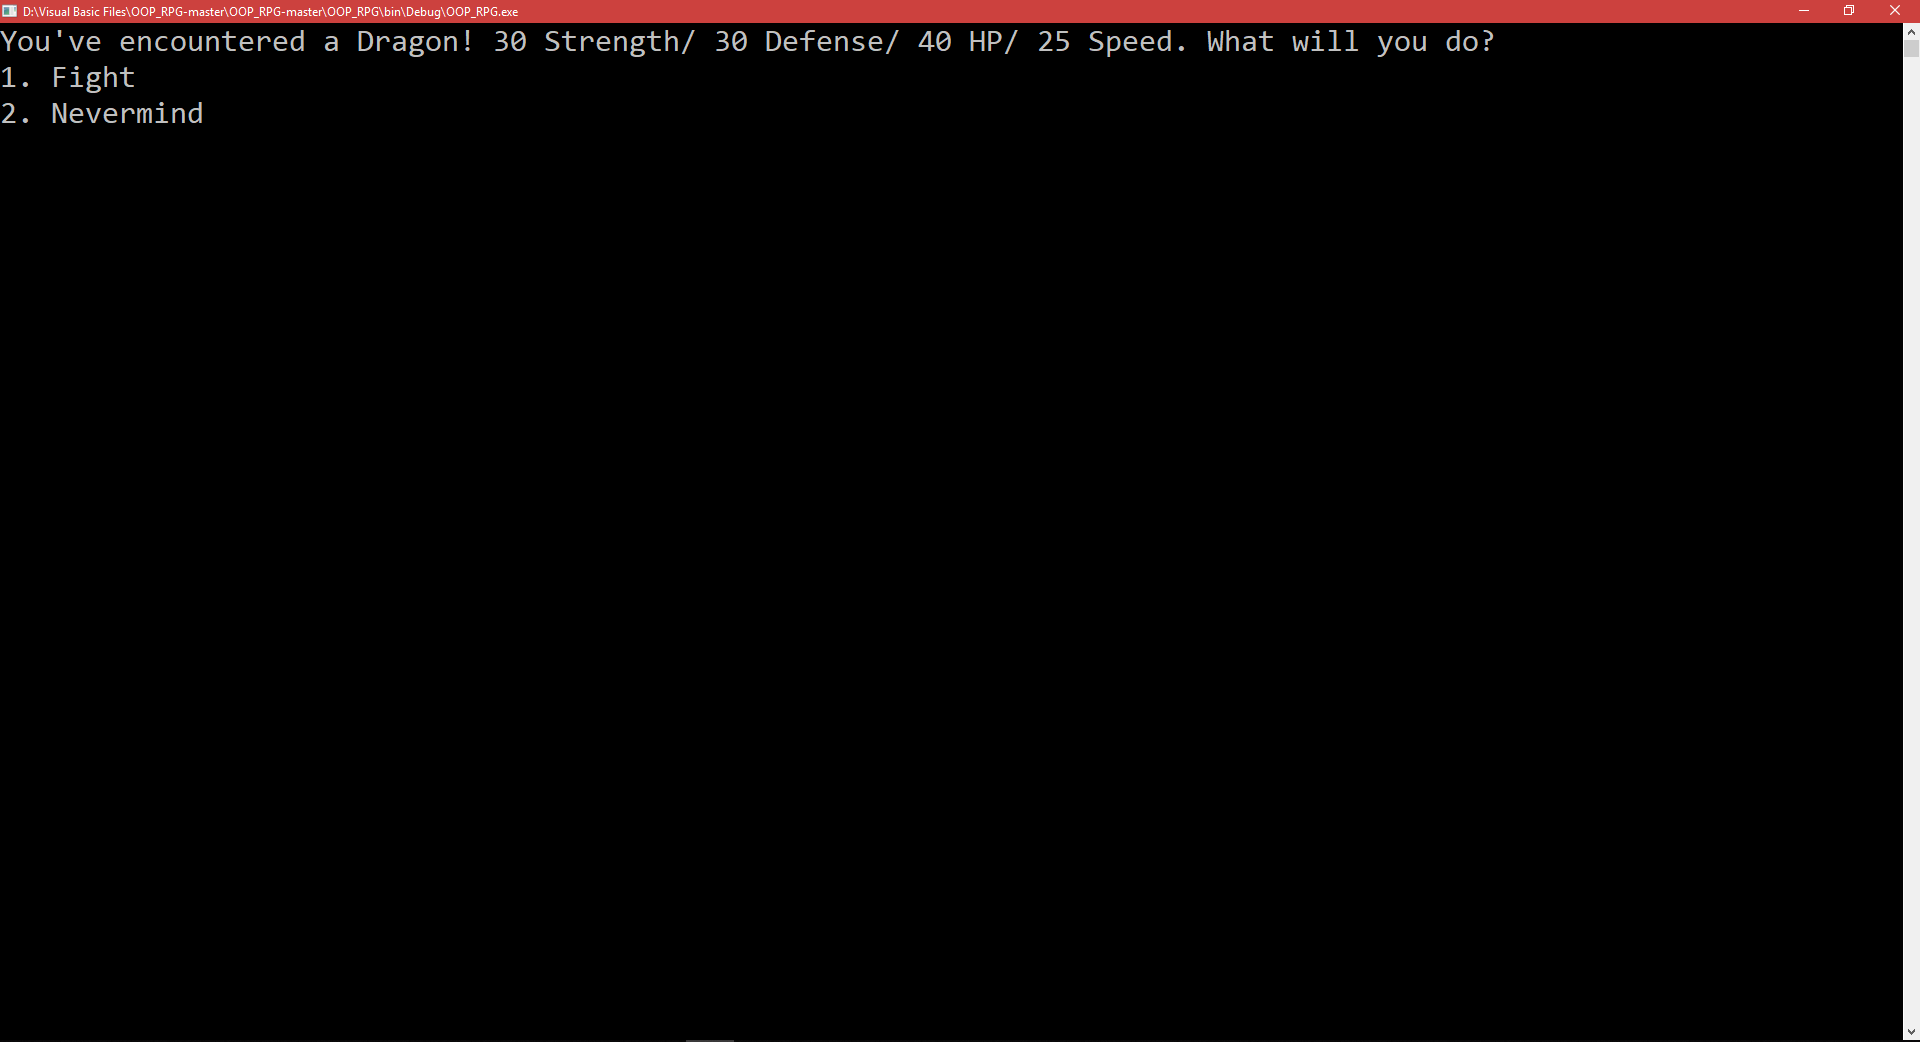 D:\Visual Basic Files\OOP_RPG-master\OOP_RPG-master\OOP_RPG\bin\Debug\OOP_RPG.exe
You've encountered a Dragon! 30 Strength/ 30 Defense/ 40 HP/ 25 Speed. What will you do?
1. Fight
2. Nevermind